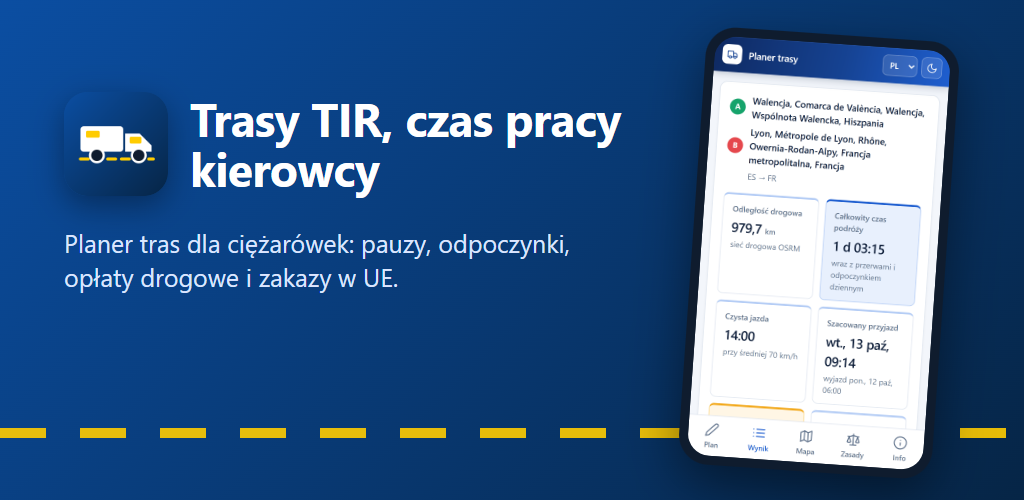 Trasy TIR, czas pracy
kierowcy
Planer tras dla ciężarówek: pauzy, odpoczynki,
opłaty drogowe i zakazy w UE.
Planer trasy
PL
A
Walencja, Comarca de València, Walencja,
Wspólnota Walencka, Hiszpania
B
Lyon, Métropole de Lyon, Rhône,
Owernia-Rodan-Alpy, Francja
metropolitalna, Francja
ES → FR
Odległość drogowa
979,7 km
sieć drogowa OSRM
Całkowity czas
podróży
1 d 03:15
wraz z przerwami i
odpoczynkiem
dziennym
Czysta jazda
14:00
przy średniej 70 km/h
Szacowany przyjazd
wt., 13 paź,
09:14
wyjazd pon., 12 paź,
06:00
Plan
Wynik
Mapa
Zasady
Info